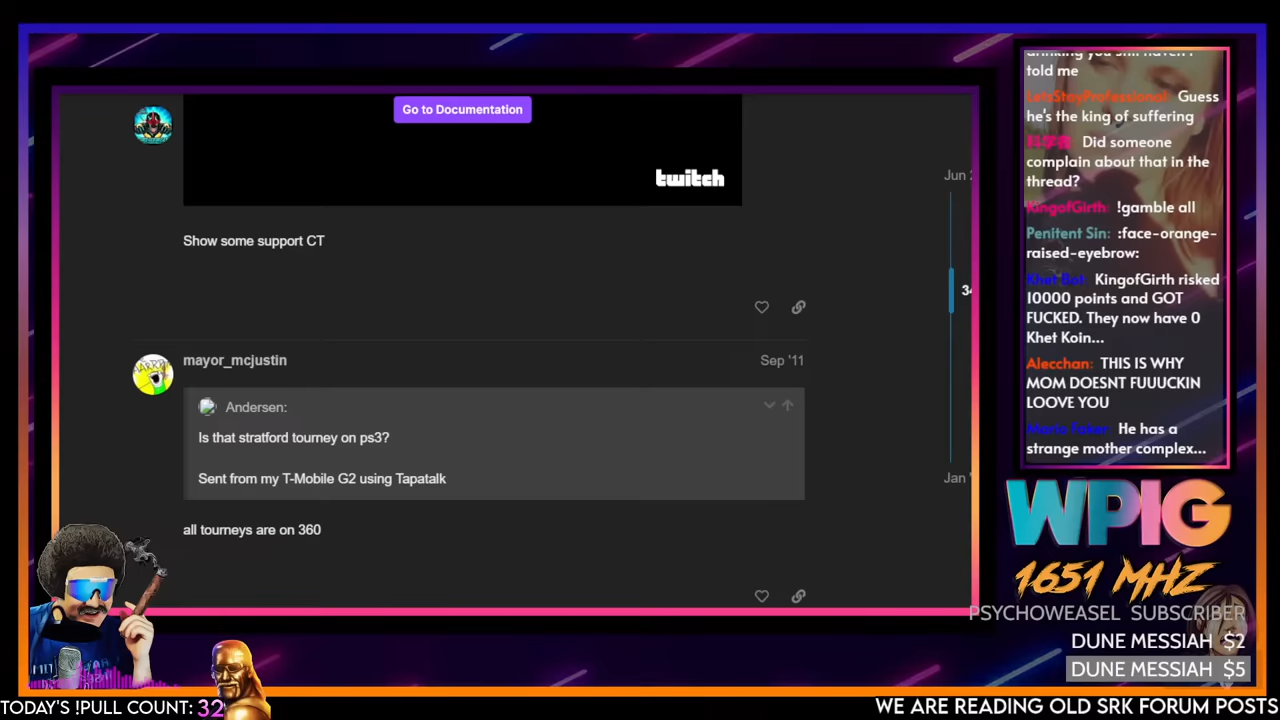 Go to Documentation
twitch
Show some support CT
mayor_mcjustin
Sep '11
Andersen:
Is that stratford tourney on ps3?
Sent from my T-Mobile G2 using Tapatalk
all tourneys are on 360
Jun
34
Jan '
told me
LetsStayProfessional: Guess
he's the king of suffering
Did someone
complain about that in the
thread?
KingofGirth: !gamble all
Penitent Sin: :face-orange-
raised-eyebrow:
Khet Bot: KingofGirth risked
10000 points and GOT
FUCKED. They now have 0
Khet Koin...
Alecchan: THIS IS WHY
MOM DOESNT FUUUCKIN
LOOVE YOU
Mario Faker: He has a
strange mother complex...
WPIG
1651 MHZ
PSYCHOWEASEL SUBSCRIBER
DUNE MESSIAH $2
DUNE MESSIAH $5
TODAY'S !PULL COUNT: 32
WE ARE READING OLD SRK FORUM POSTS